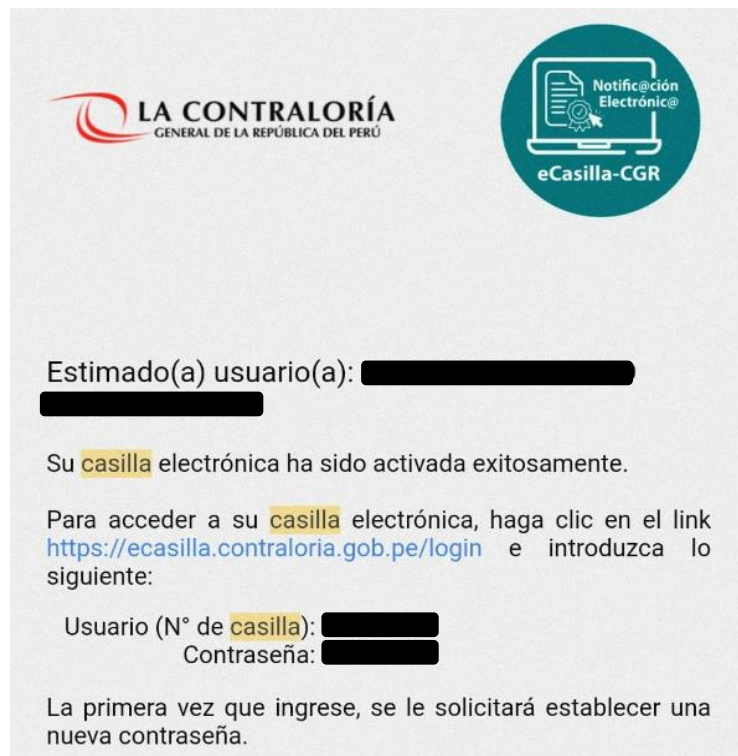 LA CONTRALORÍA
GENERAL DE LA REPÚBLICA DEL PERÚ
Notific@ción
Electrónic@
eCasilla-CGR
Estimado(a) usuario(a):
Su casilla electrónica ha sido activada exitosamente.
Para acceder a su casilla electrónica, haga clic en el link
https://ecasilla.contraloria.gob.pe/login e introduzca lo
siguiente:
Usuario (N° de casilla):
Contraseña:
La primera vez que ingrese, se le solicitará establecer una
nueva contraseña.